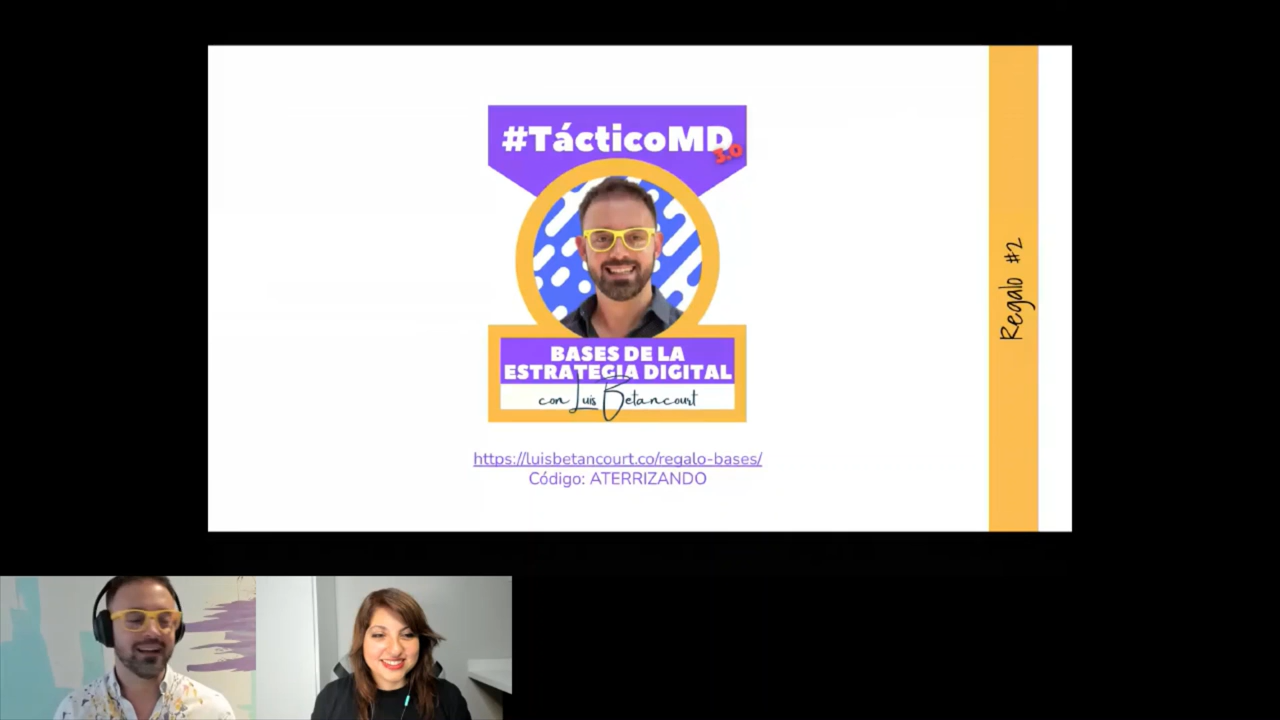 #TácticoMD
3.0
BASES DE LA
ESTRATEGIA DIGITAL
con Luis Betancourt
https://luisbetancourt.co/regalo-bases/
Código: ATERRIZANDO
Regalo #2